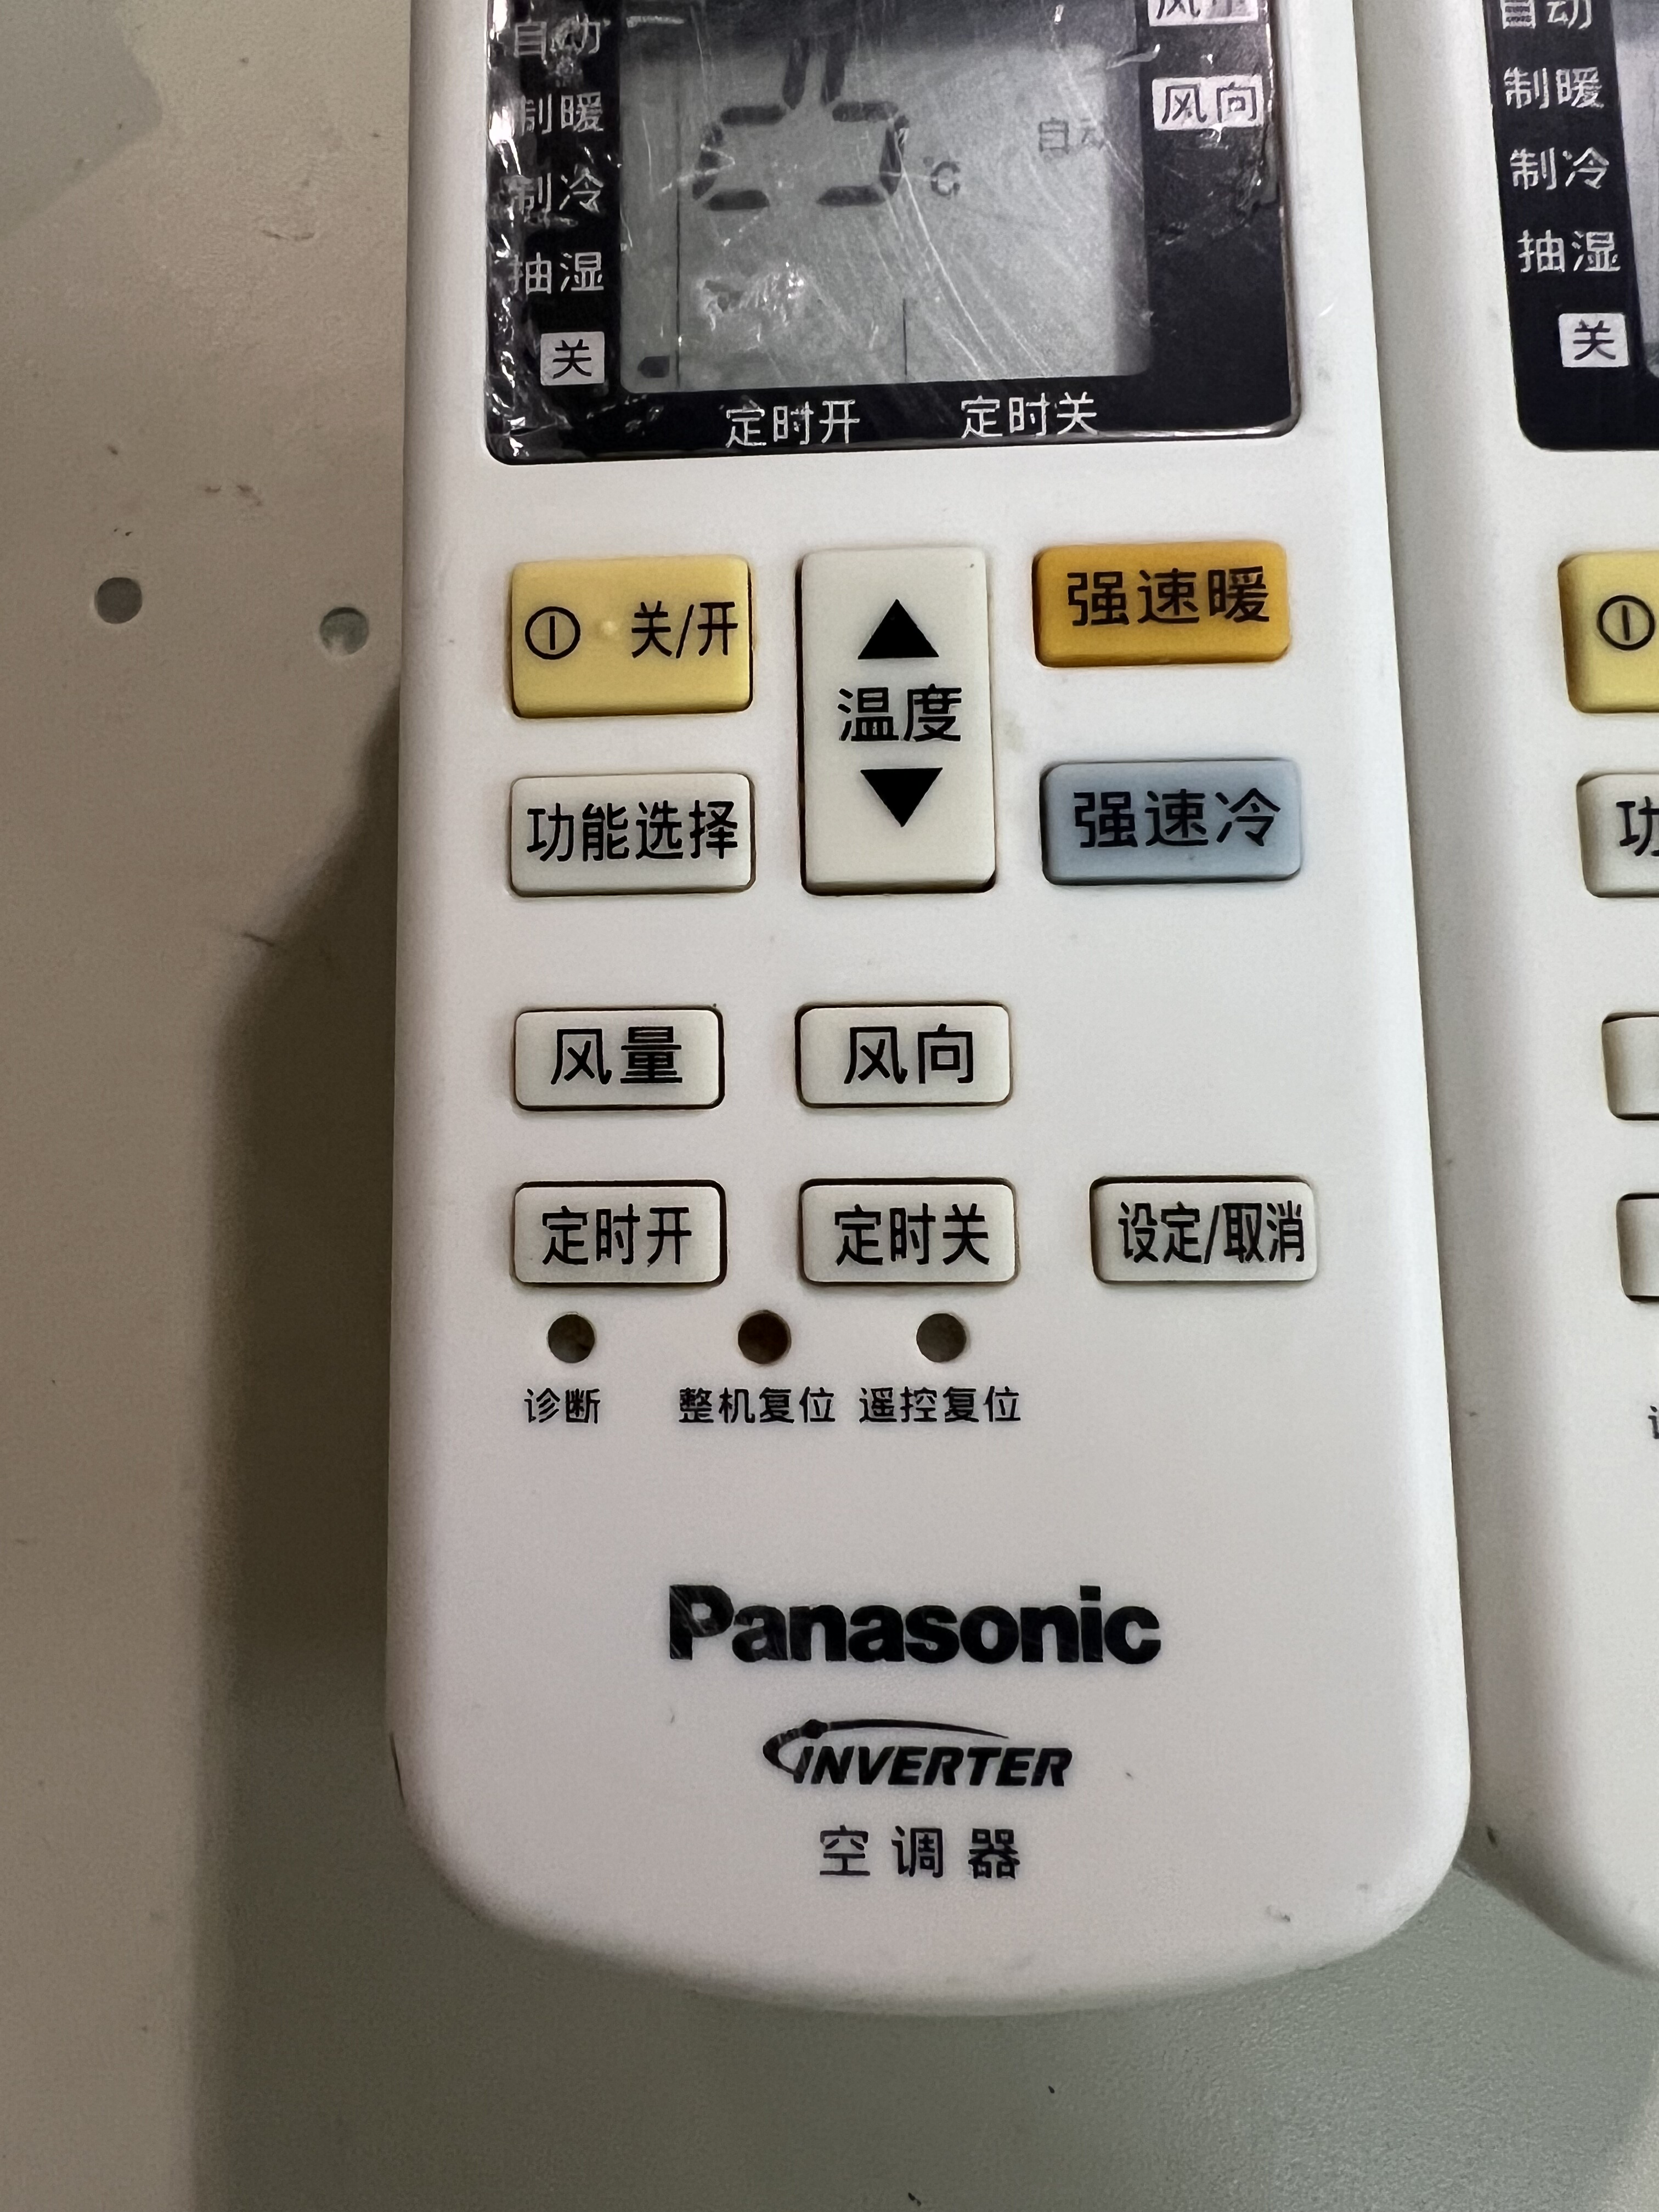 自动
制暖
制冷
抽湿
关
风向
自动
℃
定时开 定时关
关/开
温度
强速暖
功能选择
强速冷
风量 风向
定时开 定时关 设定/取消
诊断 整机复位 遥控复位
Panasonic
INVERTER
空调器
自动
制暖
制冷
抽湿
关